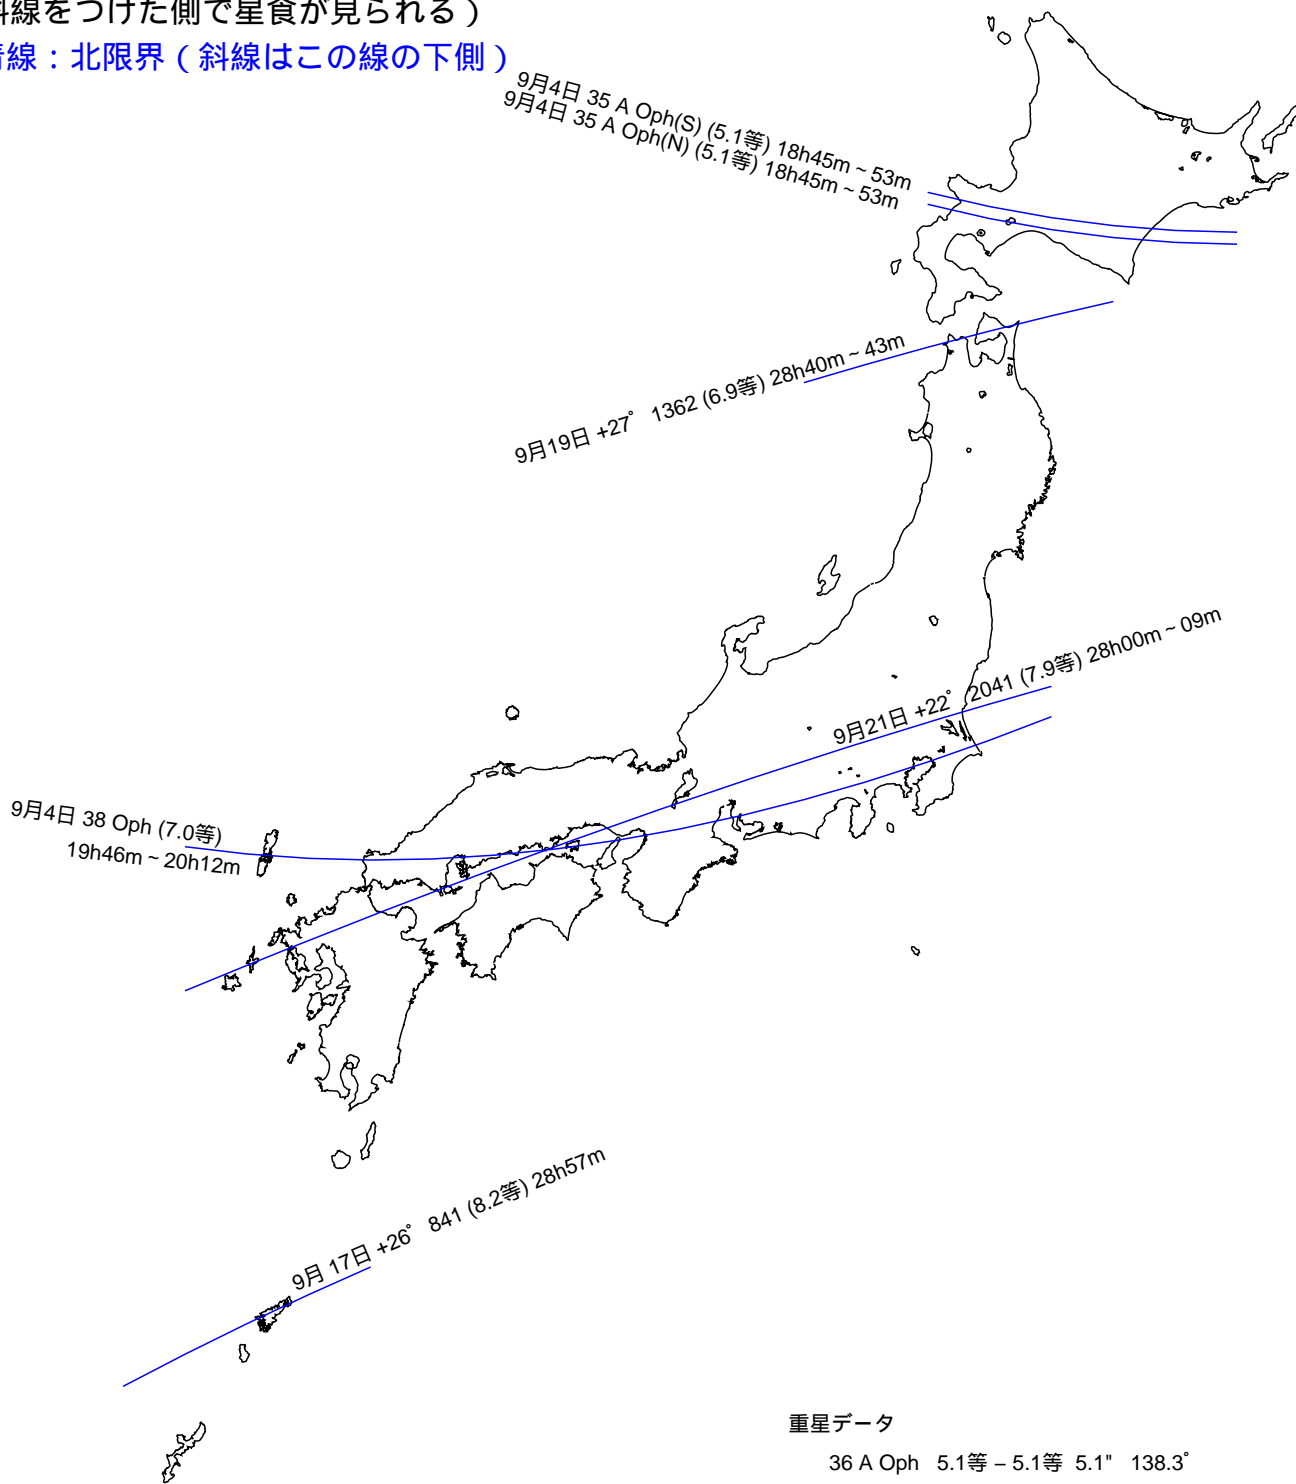 斜線をつけた側で星食が見られる）
青線：北限界（斜線はこの線の下側）
9月4日 35 A Oph(S) (5.1等) 18h45m ~ 53m
9月4日 35 A Oph(N) (5.1等) 18h45m ~ 53m
9月19日 +27° 1362 (6.9等) 28h40m ~ 43m
9月21日 +22° 2041 (7.9等) 28h00m ~ 09m
9月4日 38 Oph (7.0等)
19h46m ~ 20h12m
9月 17日 +26° 841 (8.2等) 28h57m
重星データ
36 A Oph 5.1等 – 5.1等 5.1" 138.3°